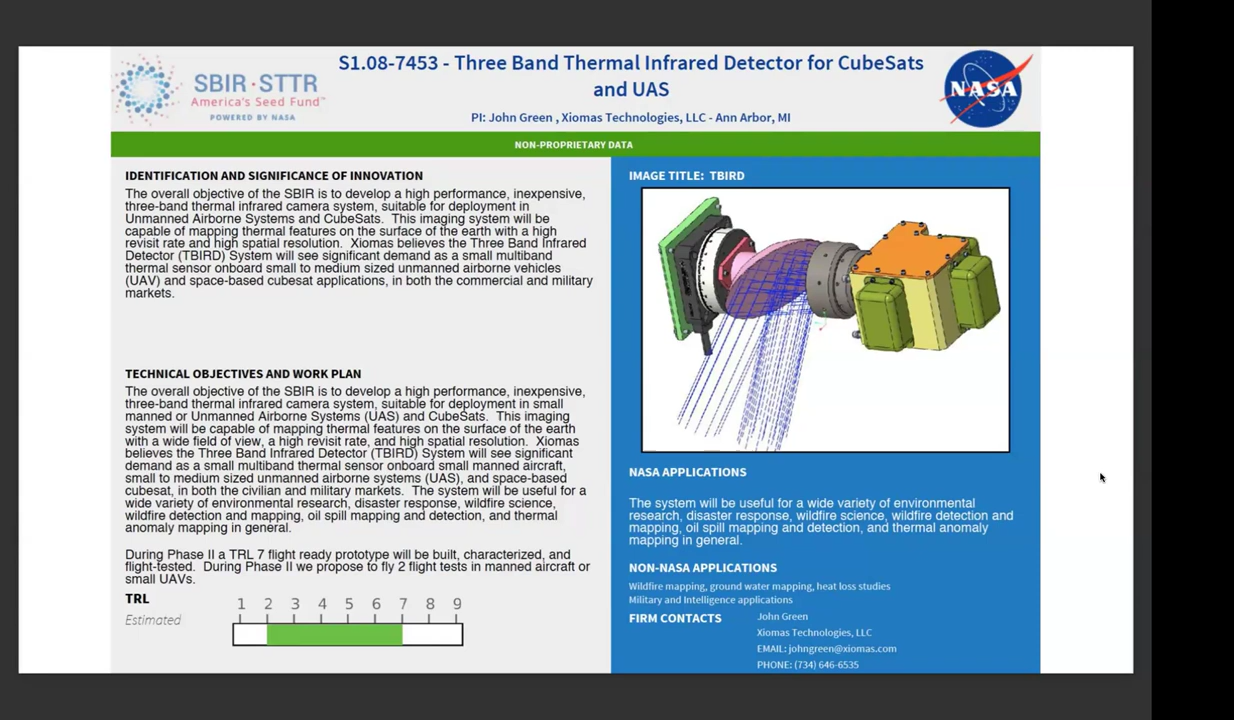 SBIR·STTR
America's Seed Fund™
POWERED BY NASA
S1.08-7453 - Three Band Thermal Infrared Detector for CubeSats
and UAS
PI: John Green , Xiomas Technologies, LLC - Ann Arbor, MI
NASA
NON-PROPRIETARY DATA
IDENTIFICATION AND SIGNIFICANCE OF INNOVATION
The overall objective of the SBIR is to develop a high performance, inexpensive,
three-band thermal infrared camera system, suitable for deployment in
Unmanned Airborne Systems and CubeSats. This imaging system will be
capable of mapping thermal features on the surface of the earth with a high
revisit rate and high spatial resolution. Xiomas believes the Three Band Infrared
Detector (TBIRD) System will see significant demand as a small multiband
thermal sensor onboard small to medium sized unmanned airborne vehicles
(UAV) and space-based cubesat applications, in both the commercial and military
markets.
TECHNICAL OBJECTIVES AND WORK PLAN
The overall objective of the SBIR is to develop a high performance, inexpensive,
three-band thermal infrared camera system, suitable for deployment in small
manned or Unmanned Airborne Systems (UAS) and CubeSats. This imaging
system will be capable of mapping thermal features on the surface of the earth
with a wide field of view, a high revisit rate, and high spatial resolution. Xiomas
believes the Three Band Infrared Detector (TBIRD) System will see significant
demand as a small multiband thermal sensor onboard small manned aircraft,
small to medium sized unmanned airborne systems (UAS), and space-based
cubesat, in both the civilian and military markets. The system will be useful for a
wide variety of environmental research, disaster response, wildfire science,
wildfire detection and mapping, oil spill mapping and detection, and thermal
anomaly mapping in general.
During Phase II a TRL 7 flight ready prototype will be built, characterized, and
flight-tested. During Phase II we propose to fly 2 flight tests in manned aircraft or
small UAVs.
TRL
Estimated
1 2 3 4 5 6 7 8 9
IMAGE TITLE: TBIRD
NASA APPLICATIONS
The system will be useful for a wide variety of environmental
research, disaster response, wildfire science, wildfire detection and
mapping, oil spill mapping and detection, and thermal anomaly
mapping in general.
NON-NASA APPLICATIONS
Wildfire mapping, ground water mapping, heat loss studies
Military and Intelligence applications
FIRM CONTACTS
John Green
Xiomas Technologies, LLC
EMAIL: johngreen@xiomas.com
PHONE: (734) 646-6535